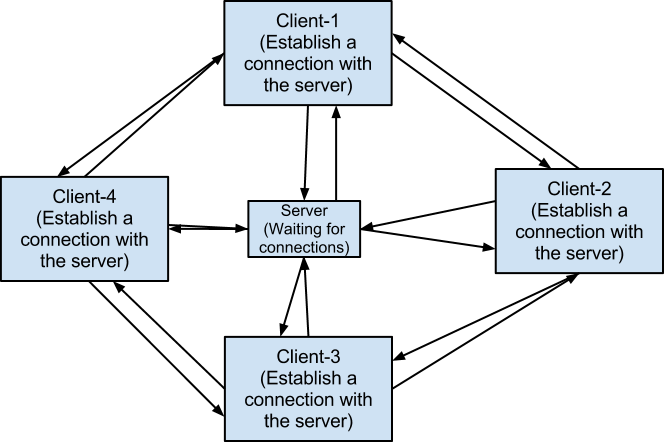 Client-1
(Establish a
connection with
the server)
Client-4
(Establish a
connection with
the server)
Server
(Waiting for
connections)
Client-2
(Establish a
connection with
the server)
Client-3
(Establish a
connection with
the server)